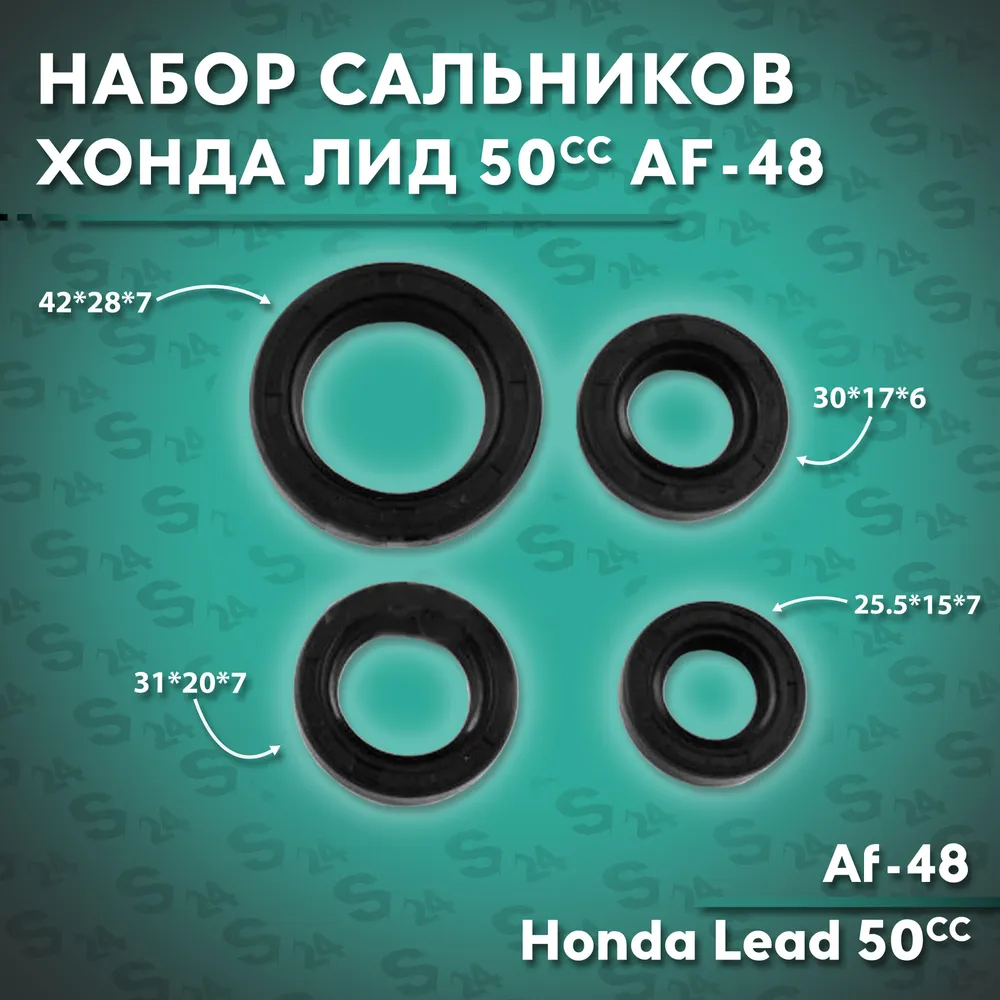 НАБОР САЛЬНИКОВ
ХОНДА ЛИД 50CC AF-48
42*28*7
30*17*6
25.5*15*7
31*20*7
Af-48
Honda Lead 50CC